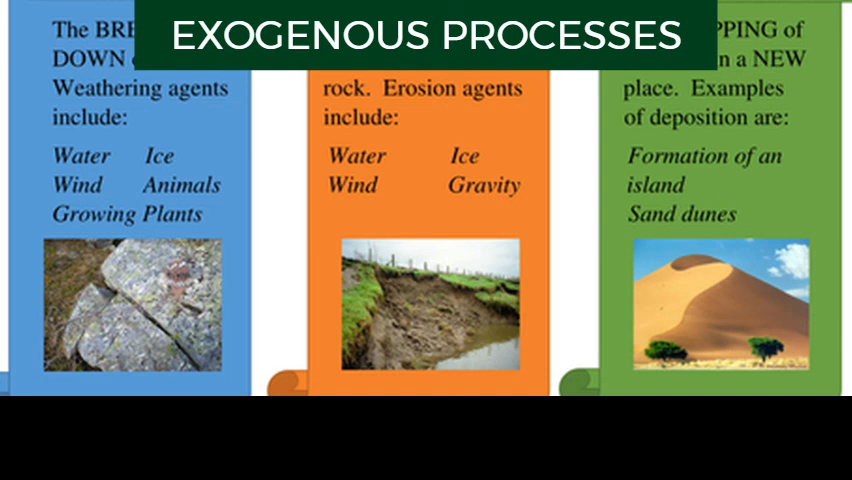 EXOGENOUS PROCESSES
The BRE
DOWN
Weathering agents
include:
Water Ice
Wind Animals
Growing Plants
rock. Erosion agents
include:
Water Ice
Wind Gravity
PPING of
n a NEW
place. Examples
of deposition are:
Formation of an
island
Sand dunes